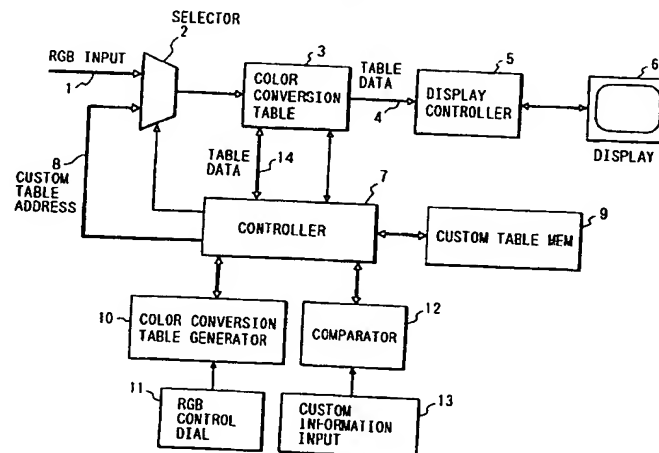 SELECTOR
2
RGB INPUT
1
3
COLOR
CONVERSION
TABLE
TABLE
DATA
4
5
DISPLAY
CONTROLLER
6
DISPLAY
8
CUSTOM
TABLE
ADDRESS
TABLE
DATA
14
7
CONTROLLER
9
CUSTOM TABLE MEM
10
COLOR CONVERSION
TABLE GENERATOR
12
COMPARATOR
11
RGB
CONTROL
DIAL
13
CUSTOM
INFORMATION
INPUT